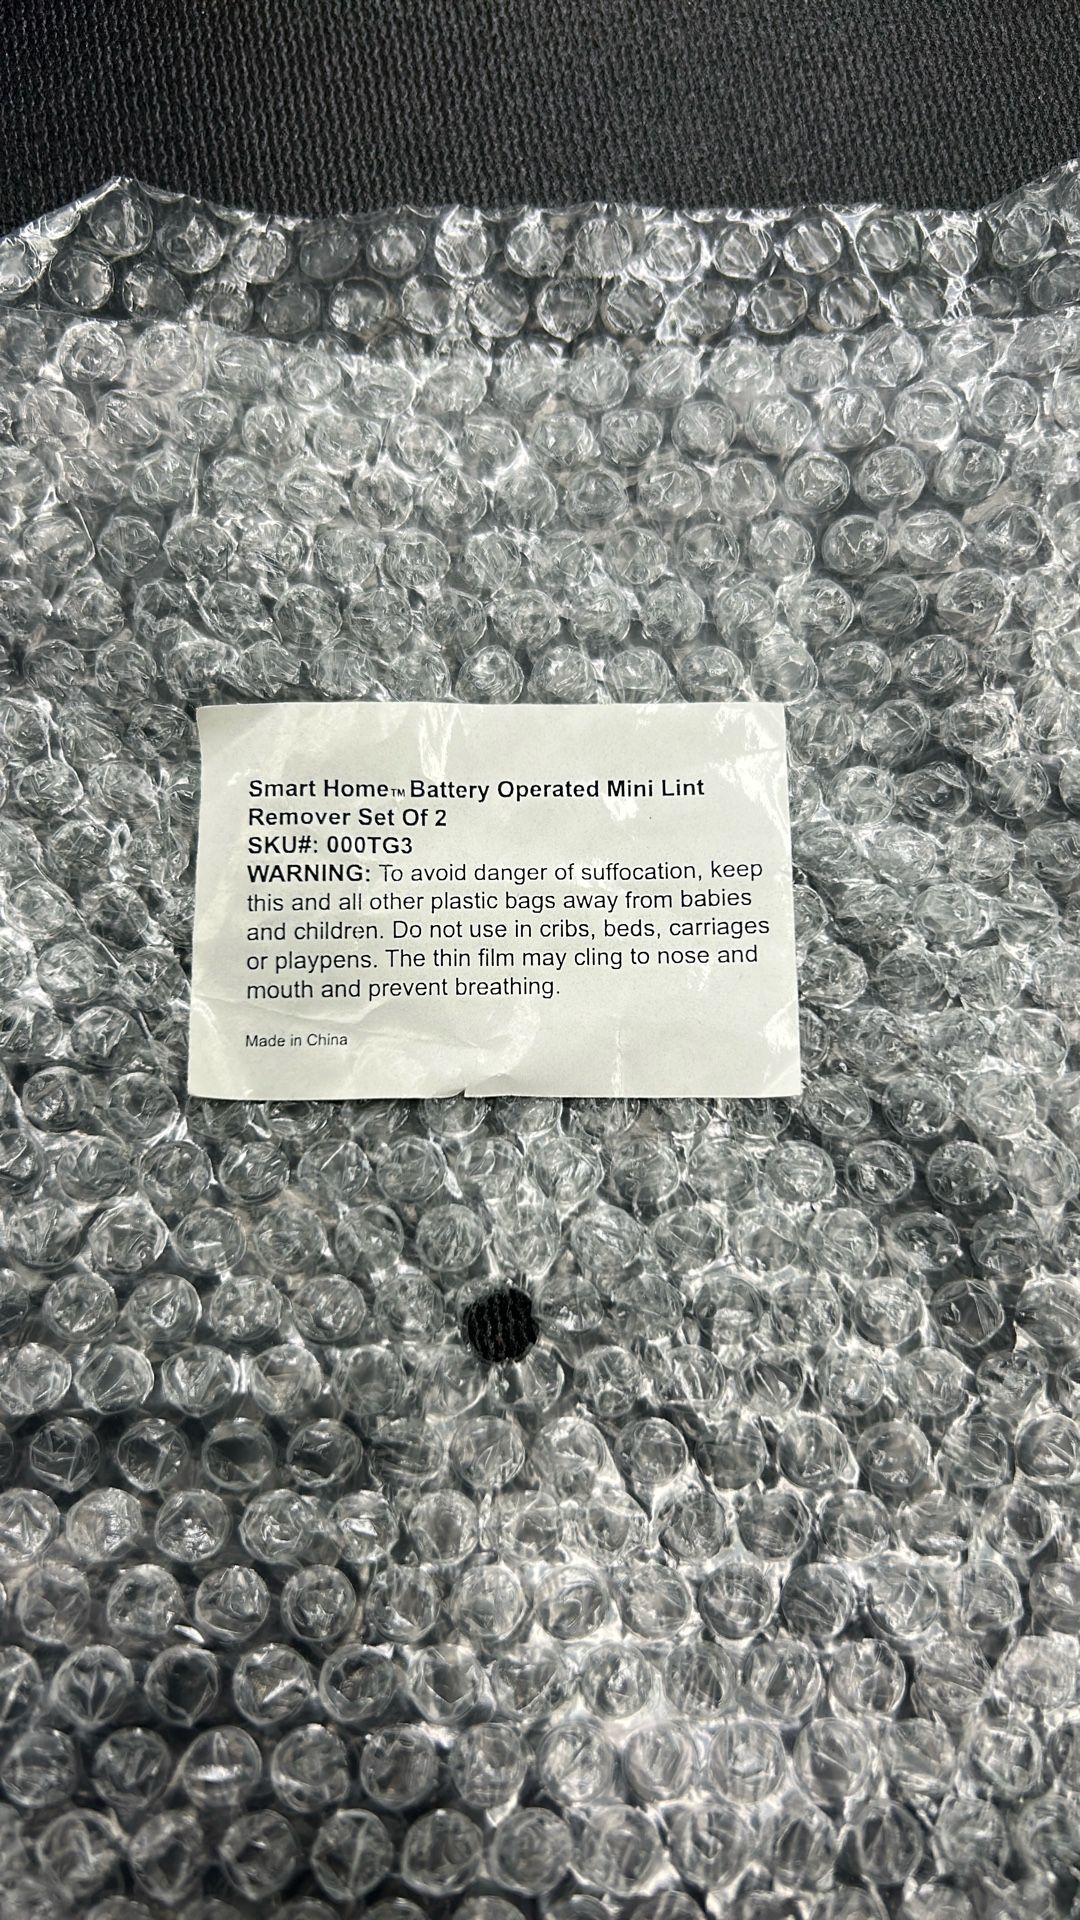 Smart Home™ Battery Operated Mini Lint
Remover Set Of 2
SKU#: 000TG3
WARNING: To avoid danger of suffocation, keep
this and all other plastic bags away from babies
and children. Do not use in cribs, beds, carriages
or playpens. The thin film may cling to nose and
mouth and prevent breathing.
Made in China